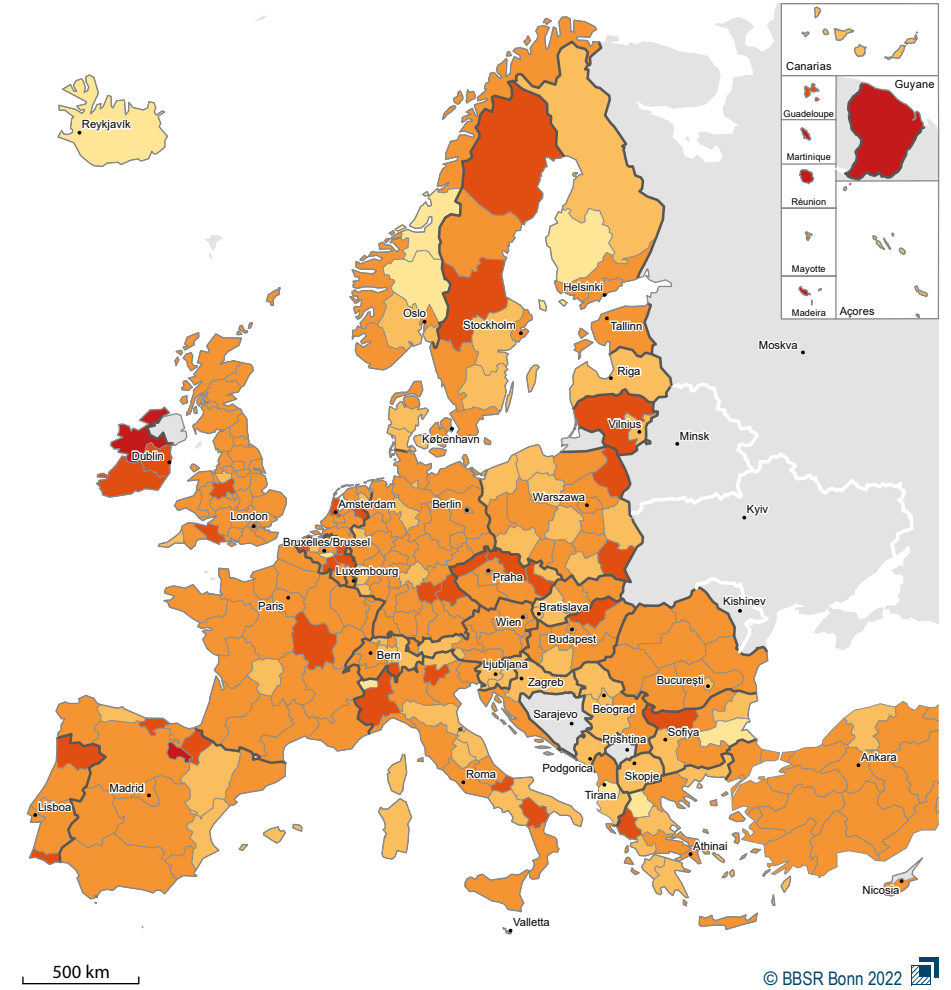 Canarias
Guyane
Guadeloupe
Martinique
Réunion
Mayotte
Madeira
Açores
Reykjavík
Oslo
Stockholm
Helsinki
Tallinn
Riga
Moskva
Vilnius
Minsk
København
Dublin
Warszawa
Amsterdam
Berlin
Kyiv
London
Bruxelles/Brussel
Luxembourg
Praha
Paris
Kishinev
Bratislava
Wien
Budapest
Bern
Ljubljana
Zagreb
Bucureşti
Beograd
Sarajevo
Prishtina
Sofiya
Podgorica
Skopje
Ankara
Roma
Madrid
Tirana
Lisboa
Athinai
Nicosia
Valletta
500 km
© BBSR Bonn 2022